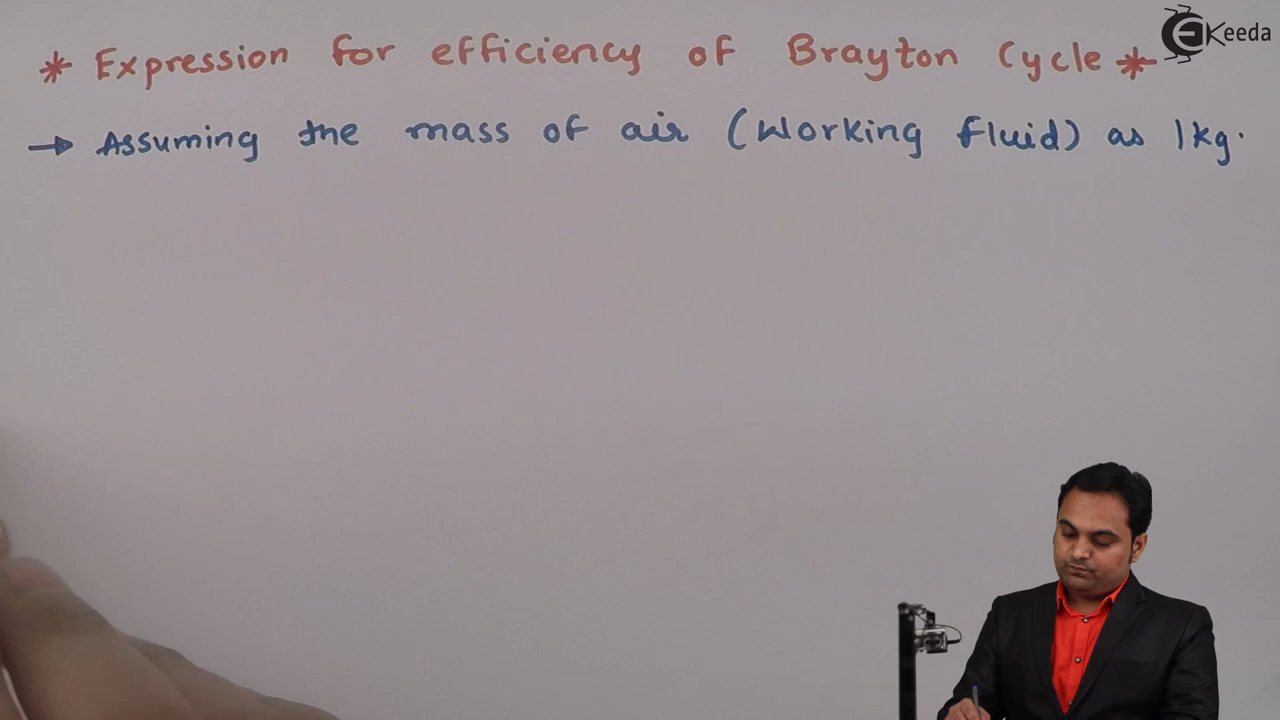 * Expression for efficiency of Brayton Cycle *
Ekeeda
→ Assuming the mass of air (Working fluid) as 1kg.